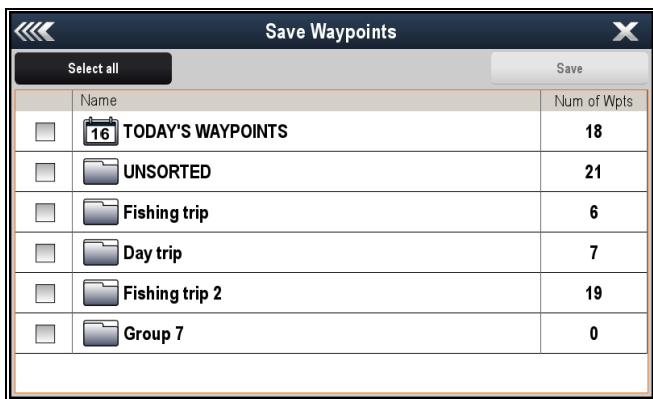 Save Waypoints
Select all Save
Name Num of Wpts
16 TODAY'S WAYPOINTS 18
UNSORTED 21
Fishing trip 6
Day trip 7
Fishing trip 2 19
Group 7 0